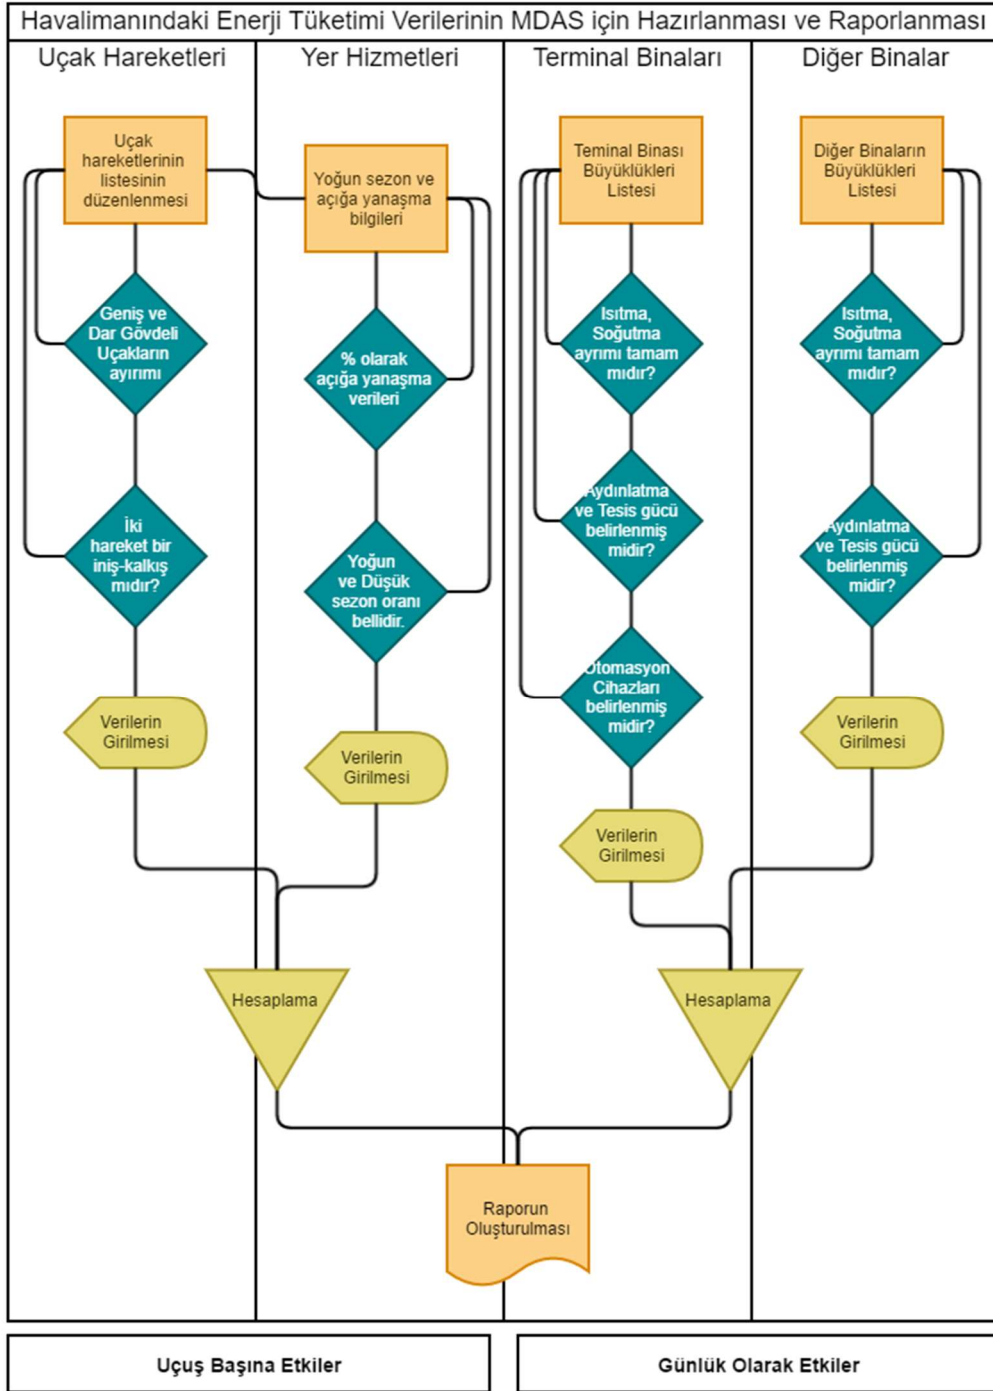 Havalimanındaki Enerji Tüketimi Verilerinin MDAS için Hazırlanması ve Raporlanması
Uçak Hareketleri
Uçak
hareketlerinin
listesinin
düzenlenmesi
Geniş ve
Dar Gövdeli
Uçakların
ayırımı
İki
hareket bir
iniş-kalkış
mıdır?
Verilerin
Girilmesi
Yer Hizmetleri
Yoğun sezon ve
açığa yanaşma
bilgileri
% olarak
açığa yanaşma
verileri
Yoğun
ve Düşük
sezon oranı
bellidir.
Verilerin
Girilmesi
Hesaplama
Terminal Binaları
Teminal Binası
Büyüklükleri
Listesi
Isıtma,
Soğutma
ayrımı tamam
mıdır?
Aydınlatma
ve Tesis gücü
belirlenmiş
midir?
Otomasyon
Cihazları
belirlenmiş
midir?
Verilerin
Girilmesi
Diğer Binalar
Diğer Binaların
Büyüklükleri
Listesi
Isıtma,
Soğutma
ayrımı tamam
mıdır?
Aydınlatma
ve Tesis gücü
belirlenmiş
midir?
Verilerin
Girilmesi
Hesaplama
Raporun
Oluşturulması
Uçuş Başına Etkiler
Günlük Olarak Etkiler